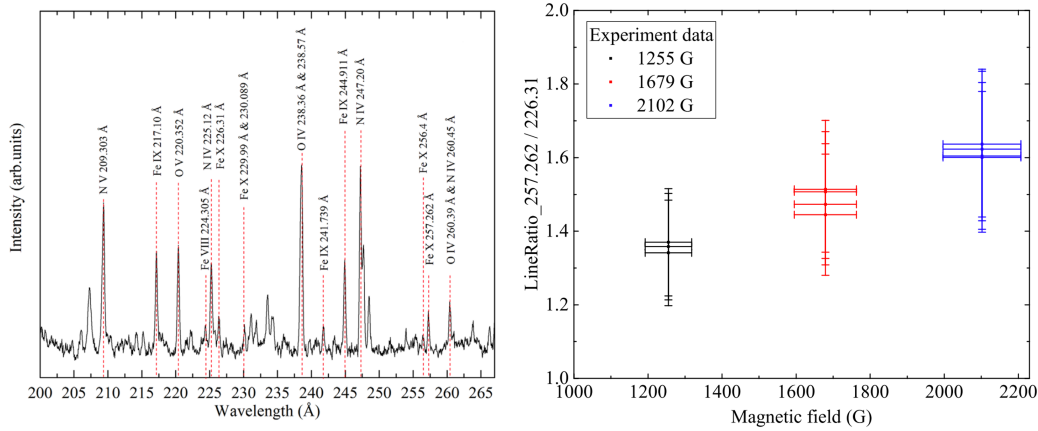 Intensity (arb.units)
N V 209.303 Å
Fe IX 217.10 Å
O V 220.352 Å
Fe VIII 224.305 Å
N IV 225.12 Å
Fe X 226.31 Å
Fe X 229.99 Å & 230.089 Å
O IV 238.36 Å & 238.57 Å
Fe IX 241.739 Å
Fe IX 244.911 Å
N IV 247.20 Å
Fe X 256.4 Å
Fe X 257.262 Å
O IV 260.39 Å & N IV 260.45 Å
200 205 210 215 220 225 230 235 240 245 250 255 260 265
Wavelength (Å)
LineRatio_257.262 / 226.31
2.0
1.8
1.6
1.4
1.2
1.0
Experiment data
1255 G
1679 G
2102 G
1000 1200 1400 1600 1800 2000 2200
Magnetic field (G)